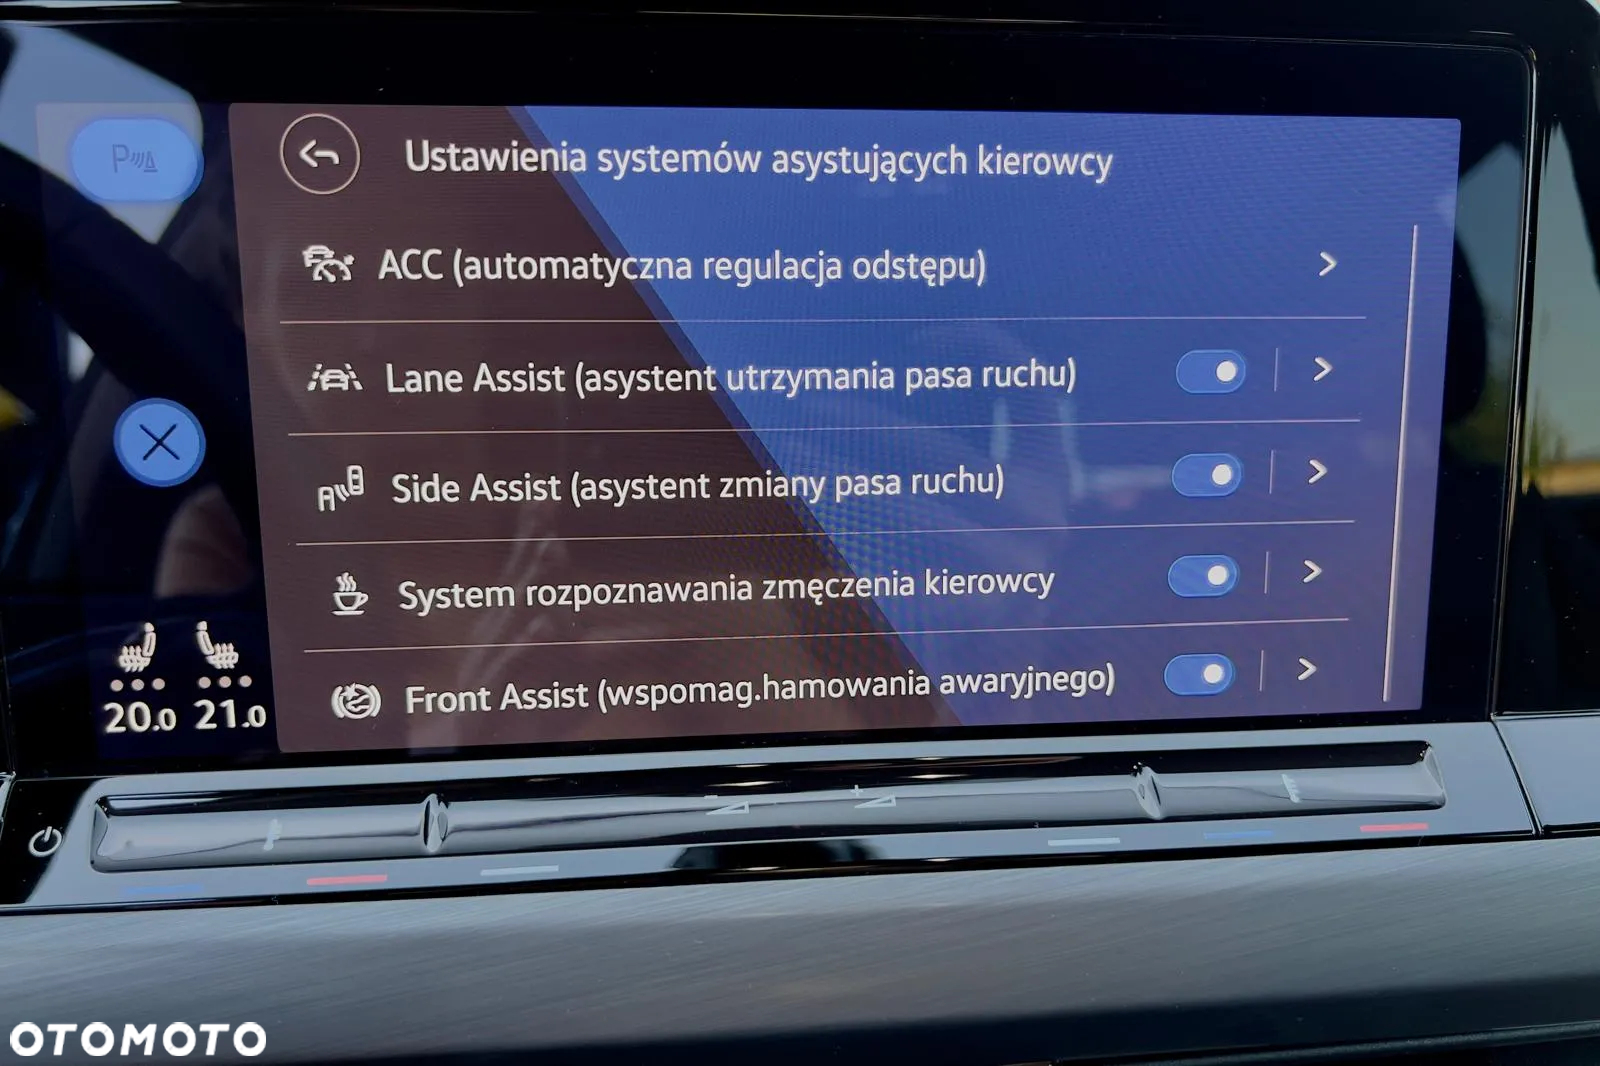 P
Ustawienia systemów asystujących kierowcy
ACC (automatyczna regulacja odstępu)
Lane Assist (asystent utrzymania pasa ruchu)
Side Assist (asystent zmiany pasa ruchu)
System rozpoznawania zmęczenia kierowcy
Front Assist (wspomag.hamowania awaryjnego)
20.0 21.0
OTOMOTO